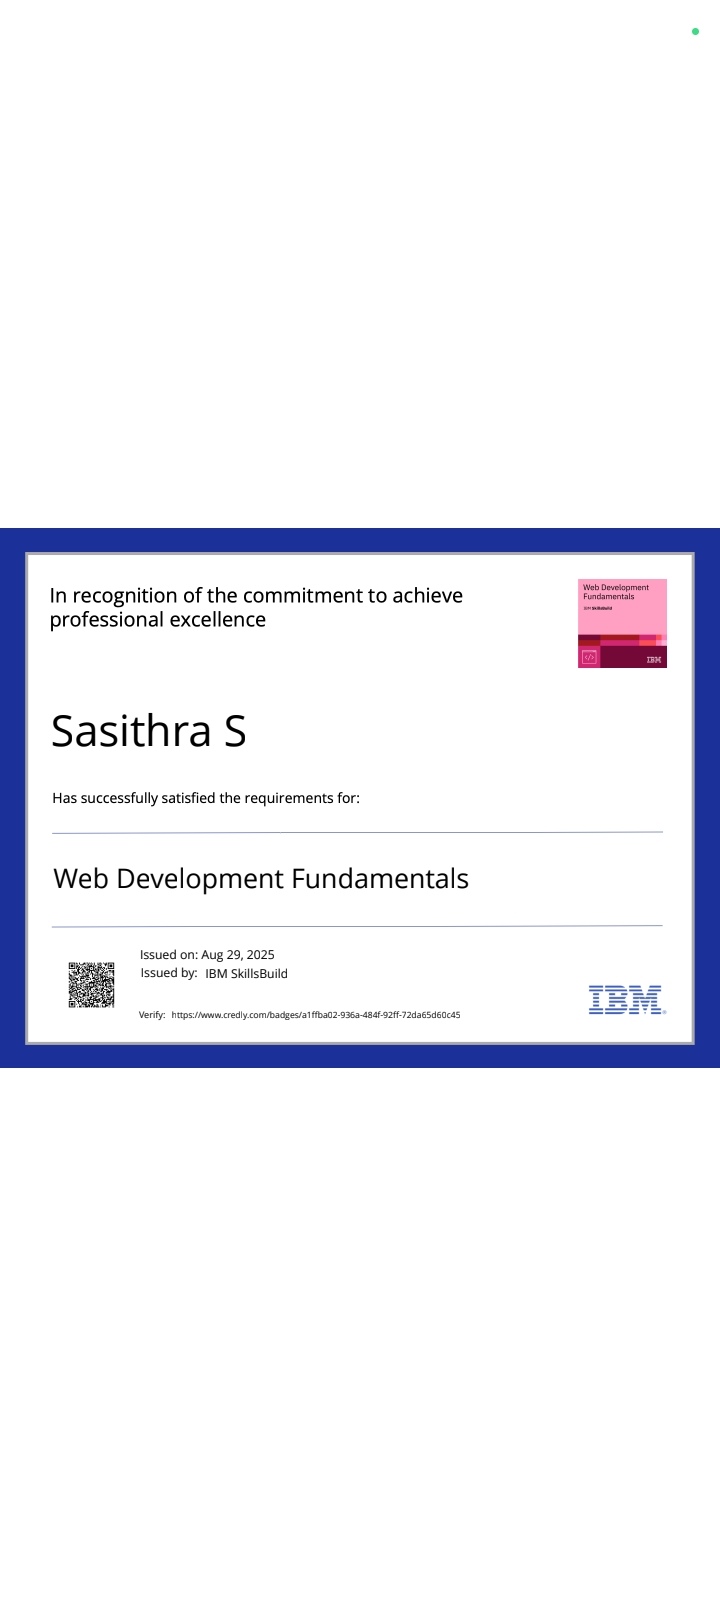 In recognition of the commitment to achieve
professional excellence
Web Development
Fundamentals
IBM SkillsBuild
IBM
Sasithra S
Has successfully satisfied the requirements for:
Web Development Fundamentals
Issued on: Aug 29, 2025
Issued by: IBM SkillsBuild
Verify: https://www.credly.com/badges/a1ffba02-936a-484f-92ff-72da65d60c45
IBM®